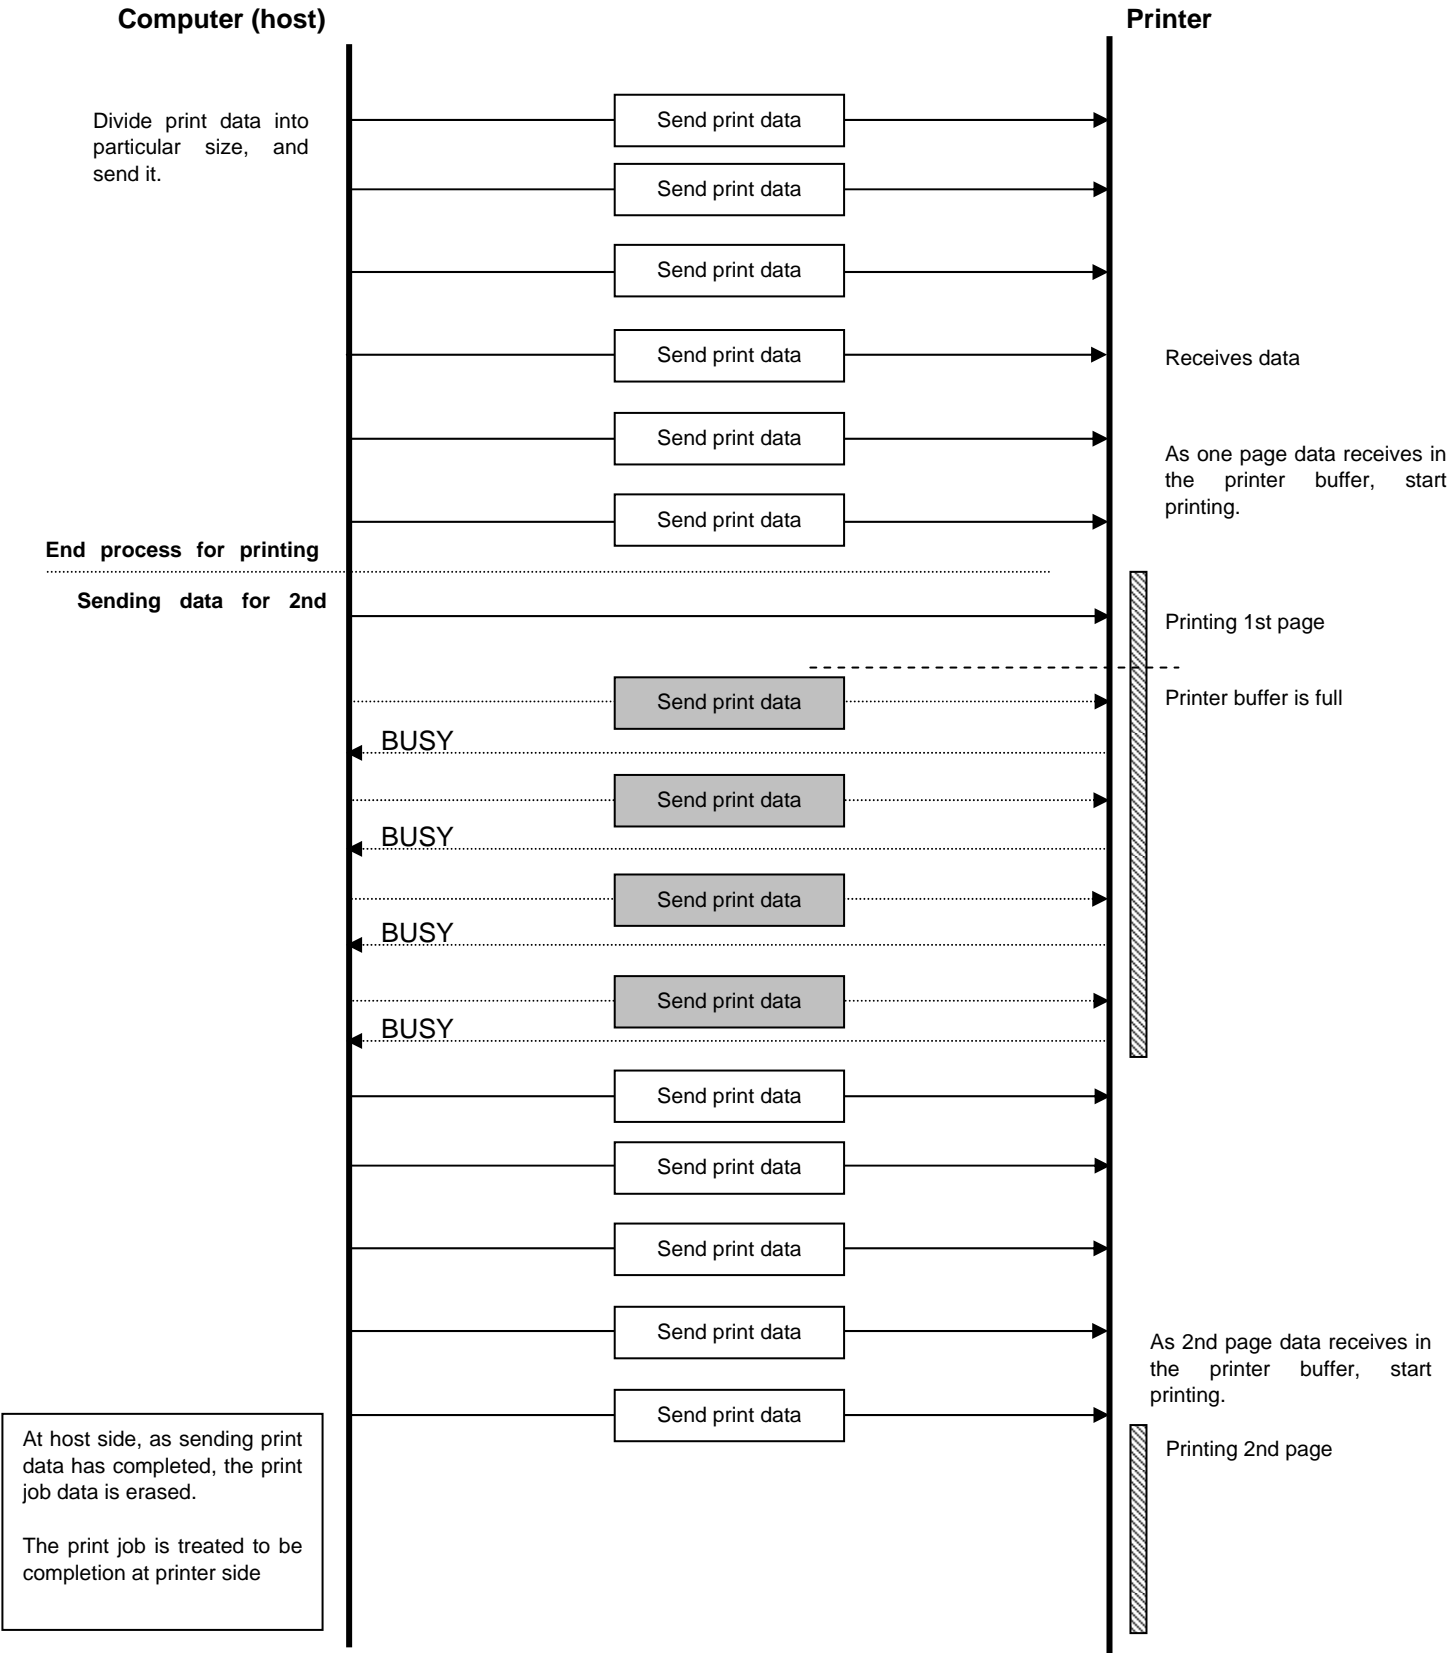 Computer (host)
Printer
Divide print data into
particular size, and
send it.
Send print data
Send print data
Send print data
Send print data
Receives data
Send print data
As one page data receives in
the printer buffer, start
printing.
Send print data
End process for printing
Sending data for 2nd
Printing 1st page
Send print data
Printer buffer is full
BUSY
Send print data
BUSY
Send print data
BUSY
Send print data
BUSY
Send print data
Send print data
Send print data
Send print data
As 2nd page data receives in
the printer buffer, start
printing.
Send print data
Printing 2nd page
At host side, as sending print
data has completed, the print
job data is erased.
The print job is treated to be
completion at printer side